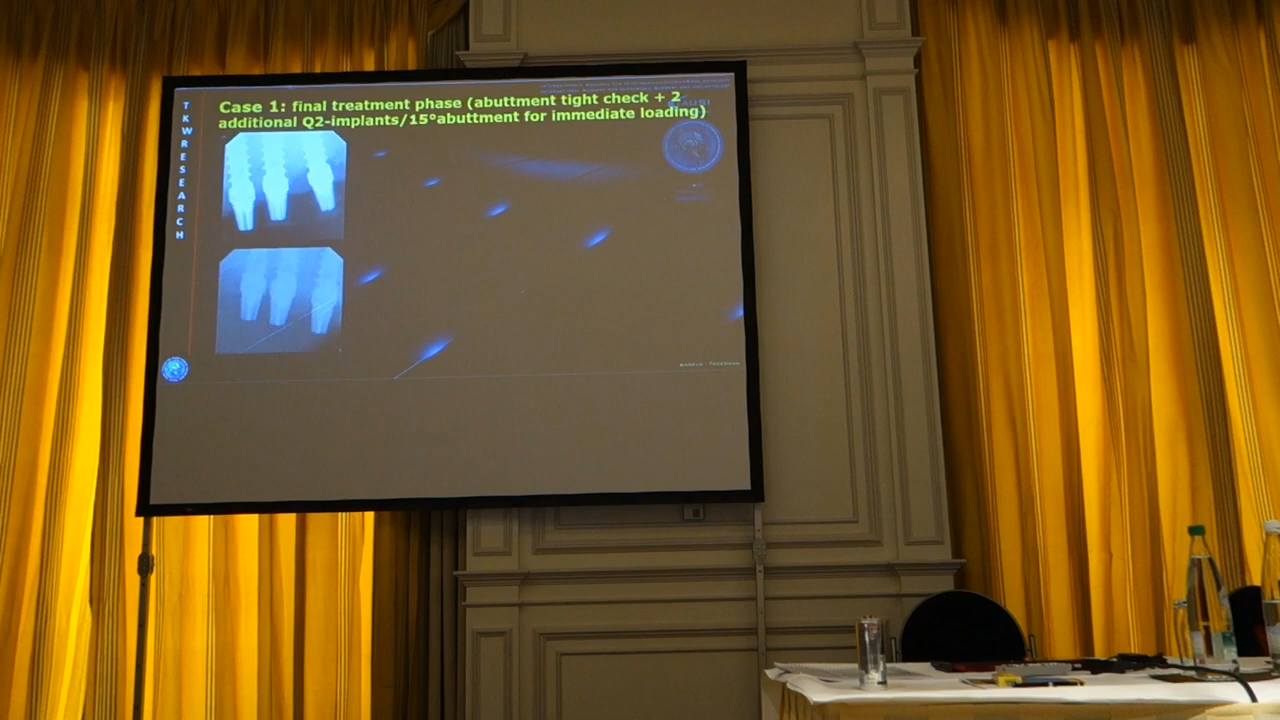 Case 1: final treatment phase (abuttment tight check + 2
additional Q2-implants/15°abuttment for immediate loading)
TKWRESEARCH